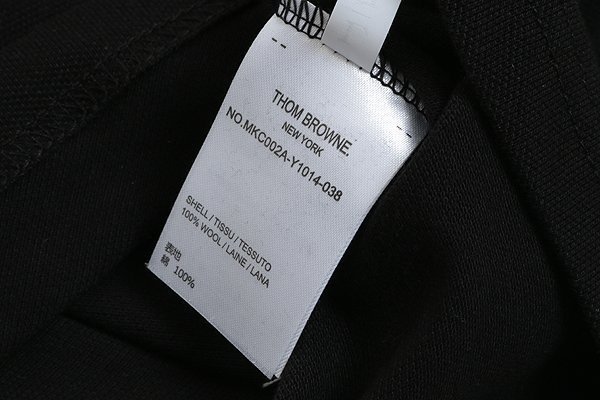 THOM BROWNE.
NEW YORK
NO.MKC002A-Y1014-038
SHELL / TISSU / TESSUTO
100% WOOL / LAINE / LANA
表地
綿 100%